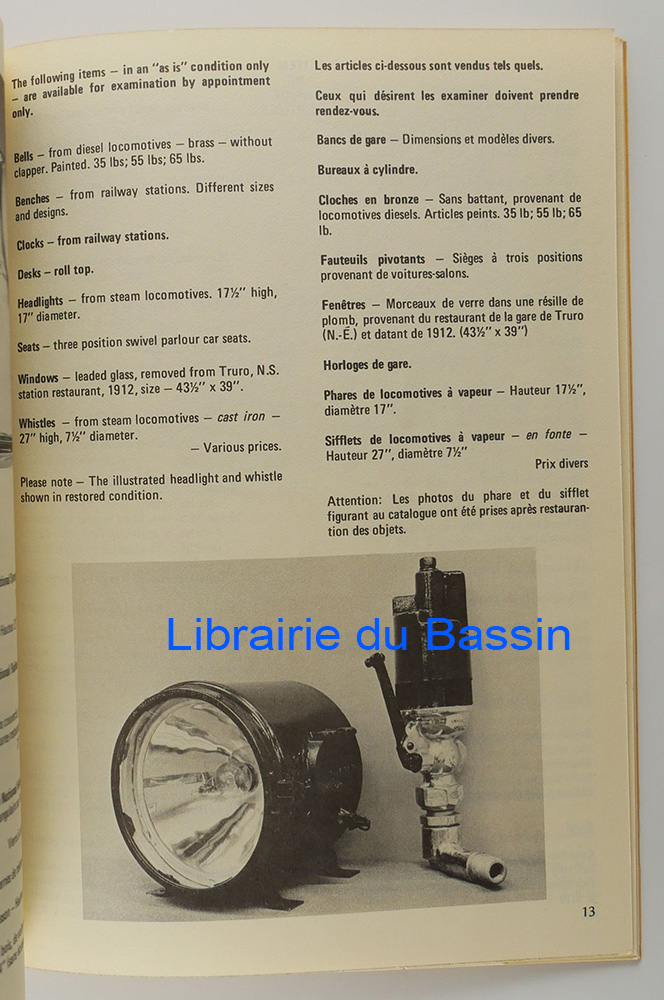 The following items – in an "as is" condition only
– are available for examination by appointment
only.
Bells – from diesel locomotives – brass – without
clapper. Painted. 35 lbs; 55 lbs; 65 lbs.
Benches – from railway stations. Different sizes
and designs.
Clocks – from railway stations.
Desks – roll top.
Headlights – from steam locomotives. 17½" high,
17" diameter.
Seats – three position swivel parlour car seats.
Windows – leaded glass, removed from Truro, N.S.
station restaurant, 1912, size – 43½" x 39".
Whistles – from steam locomotives – cast iron –
27" high, 7½" diameter.
– Various prices.
Please note – The illustrated headlight and whistle
shown in restored condition.
Les articles ci-dessous sont vendus tels quels.
Ceux qui désirent les examiner doivent prendre
rendez-vous.
Bancs de gare – Dimensions et modèles divers.
Bureaux à cylindre.
Cloches en bronze – Sans battant, provenant de
locomotives diesels. Articles peints. 35 lb; 55 lb; 65
lb.
Fauteuils pivotants – Sièges à trois positions
provenant de voitures-salons.
Fenêtres – Morceaux de verre dans une résille de
plomb, provenant du restaurant de la gare de Truro
(N.-É.) et datant de 1912. (43½" x 39")
Horloges de gare.
Phares de locomotives à vapeur – Hauteur 17½",
diamètre 17".
Sifflets de locomotives à vapeur – en fonte –
Hauteur 27", diamètre 7½"
Prix divers
Attention: Les photos du phare et du sifflet
figurant au catalogue ont été prises après restauran-
tion des objets.
Librairie du Bassin
13